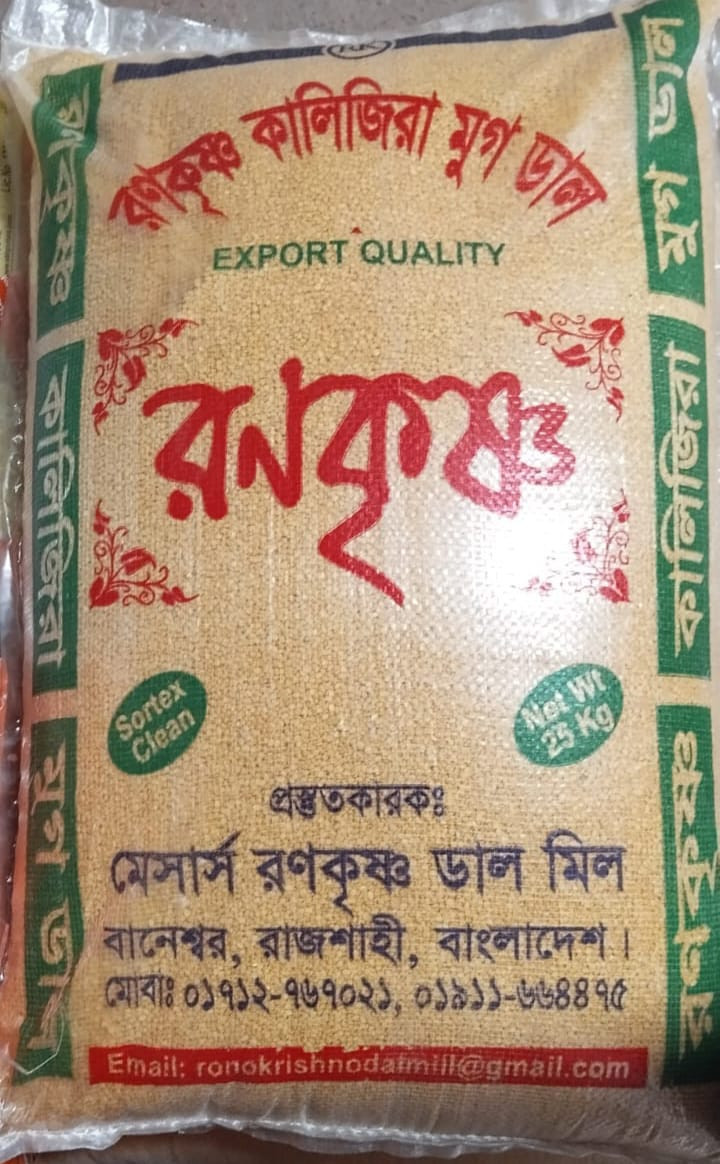 RK
রণকৃষ্ণ কালিজিরা মুগ ডাল
EXPORT QUALITY
রণকৃষ্ণ
Sortex
Clean
Net Wt
25 Kg
প্রস্তুতকারকঃ
মেসার্স রণকৃষ্ণ ডাল মিল
বানেশ্বর, রাজশাহী, বাংলাদেশ।
মোবাঃ ০১৭১২-৭৬৭০২১, ০১৯১১-৬৬৪৪৭৫
Email: ronokrishnodalmill@gmail.com
রণকৃষ্ণ
কালিজিরা
মুগ ডাল
রণকৃষ্ণ
কালিজিরা
মুগ ডাল